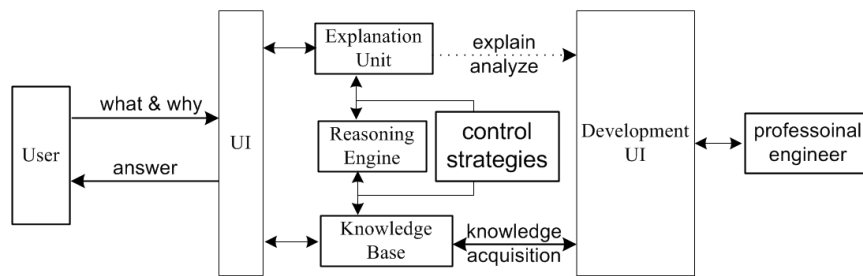 Explanation
Unit
explain
analyze
what & why
User
answer
UI
Reasoning
Engine
control
strategies
Development
UI
professoinal
engineer
Knowledge
Base
knowledge
acquisition